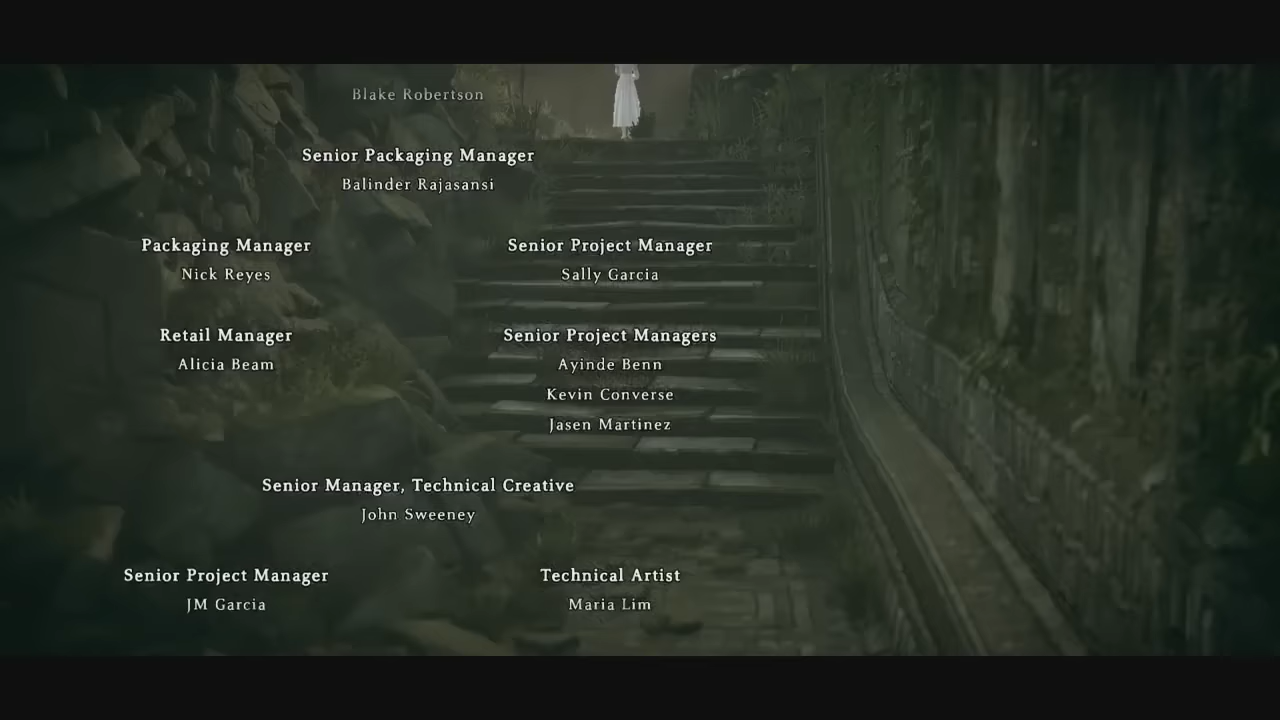 Blake Robertson
Senior Packaging Manager
Balinder Rajasansi
Packaging Manager
Nick Reyes
Senior Project Manager
Sally Garcia
Retail Manager
Alicia Beam
Senior Project Managers
Ayinde Benn
Kevin Converse
Jasen Martinez
Senior Manager, Technical Creative
John Sweeney
Senior Project Manager
JM Garcia
Technical Artist
Maria Lim